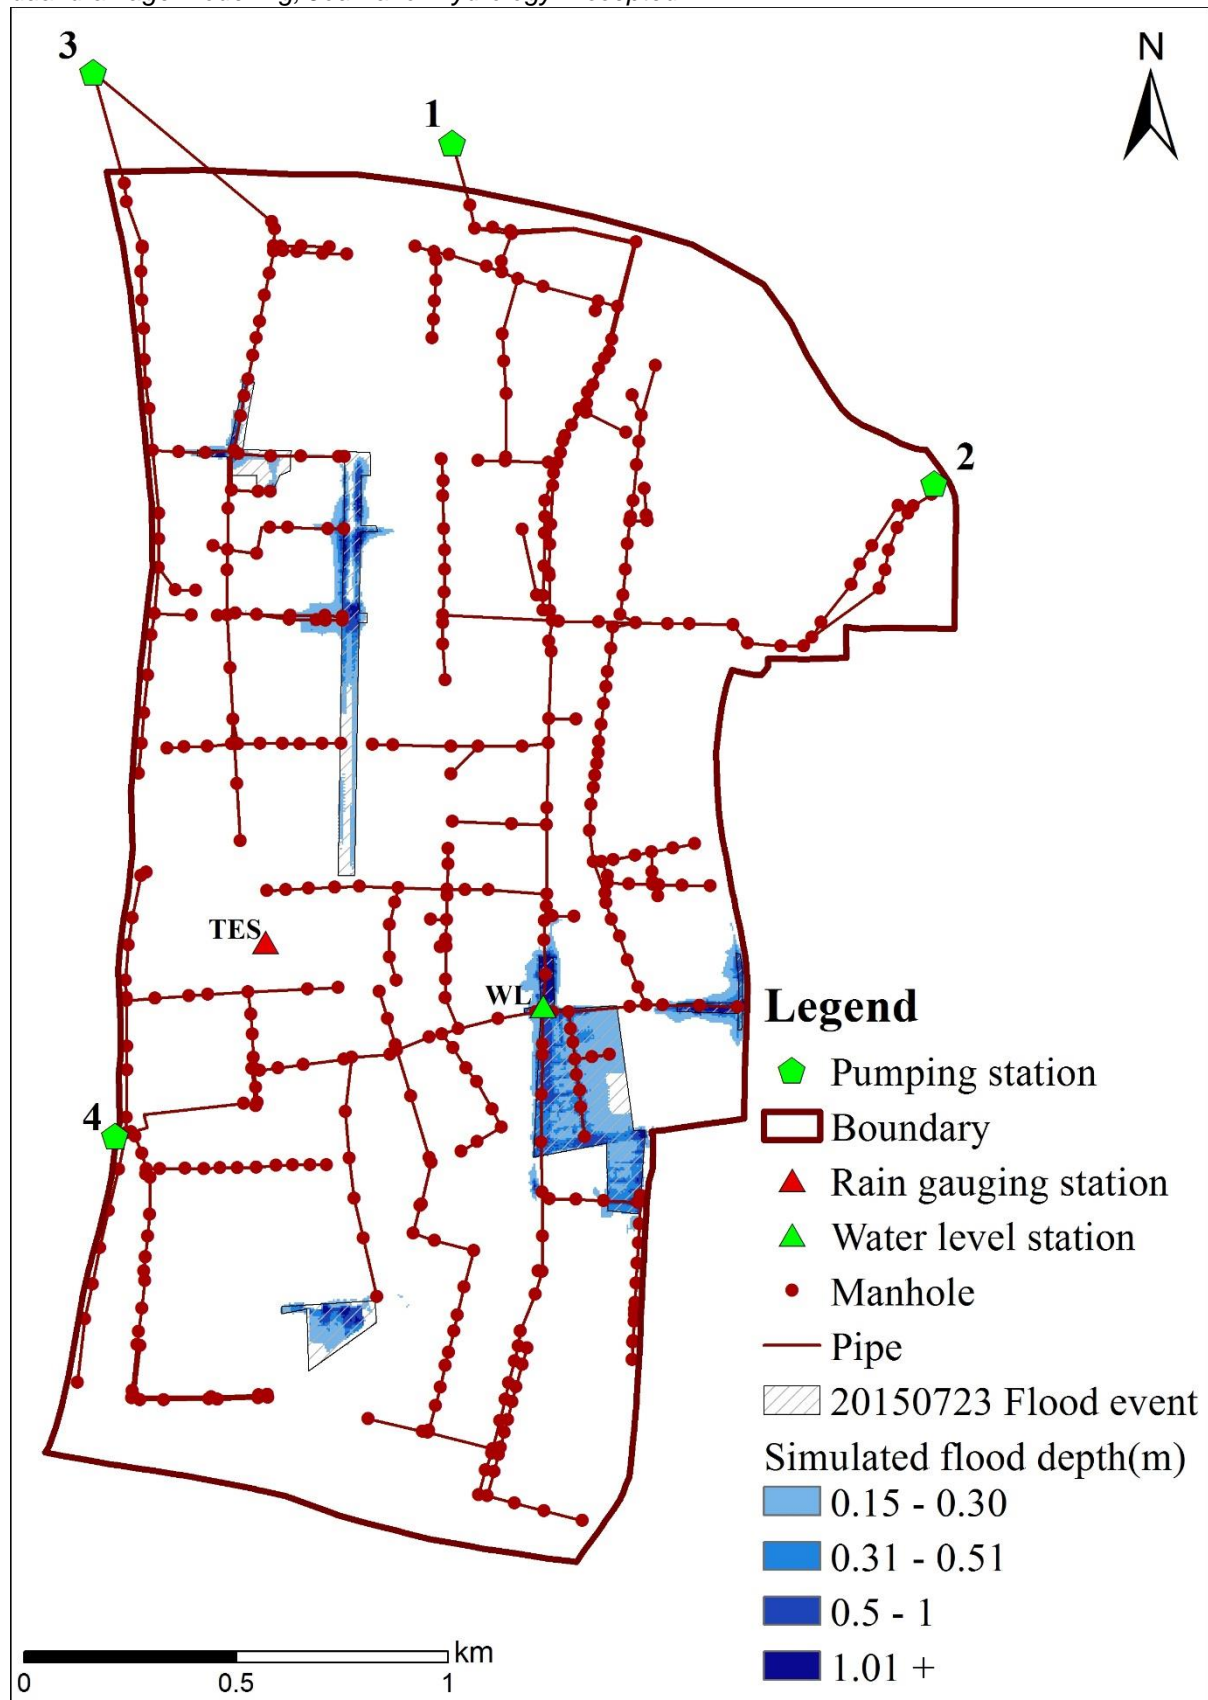 3
1
N
2
TES
WL
4
Legend
Pumping station
Boundary
Rain gauging station
Water level station
Manhole
Pipe
20150723 Flood event
Simulated flood depth(m)
0.15 - 0.30
0.31 - 0.51
0.5 - 1
1.01 +
km
0 0.5 1